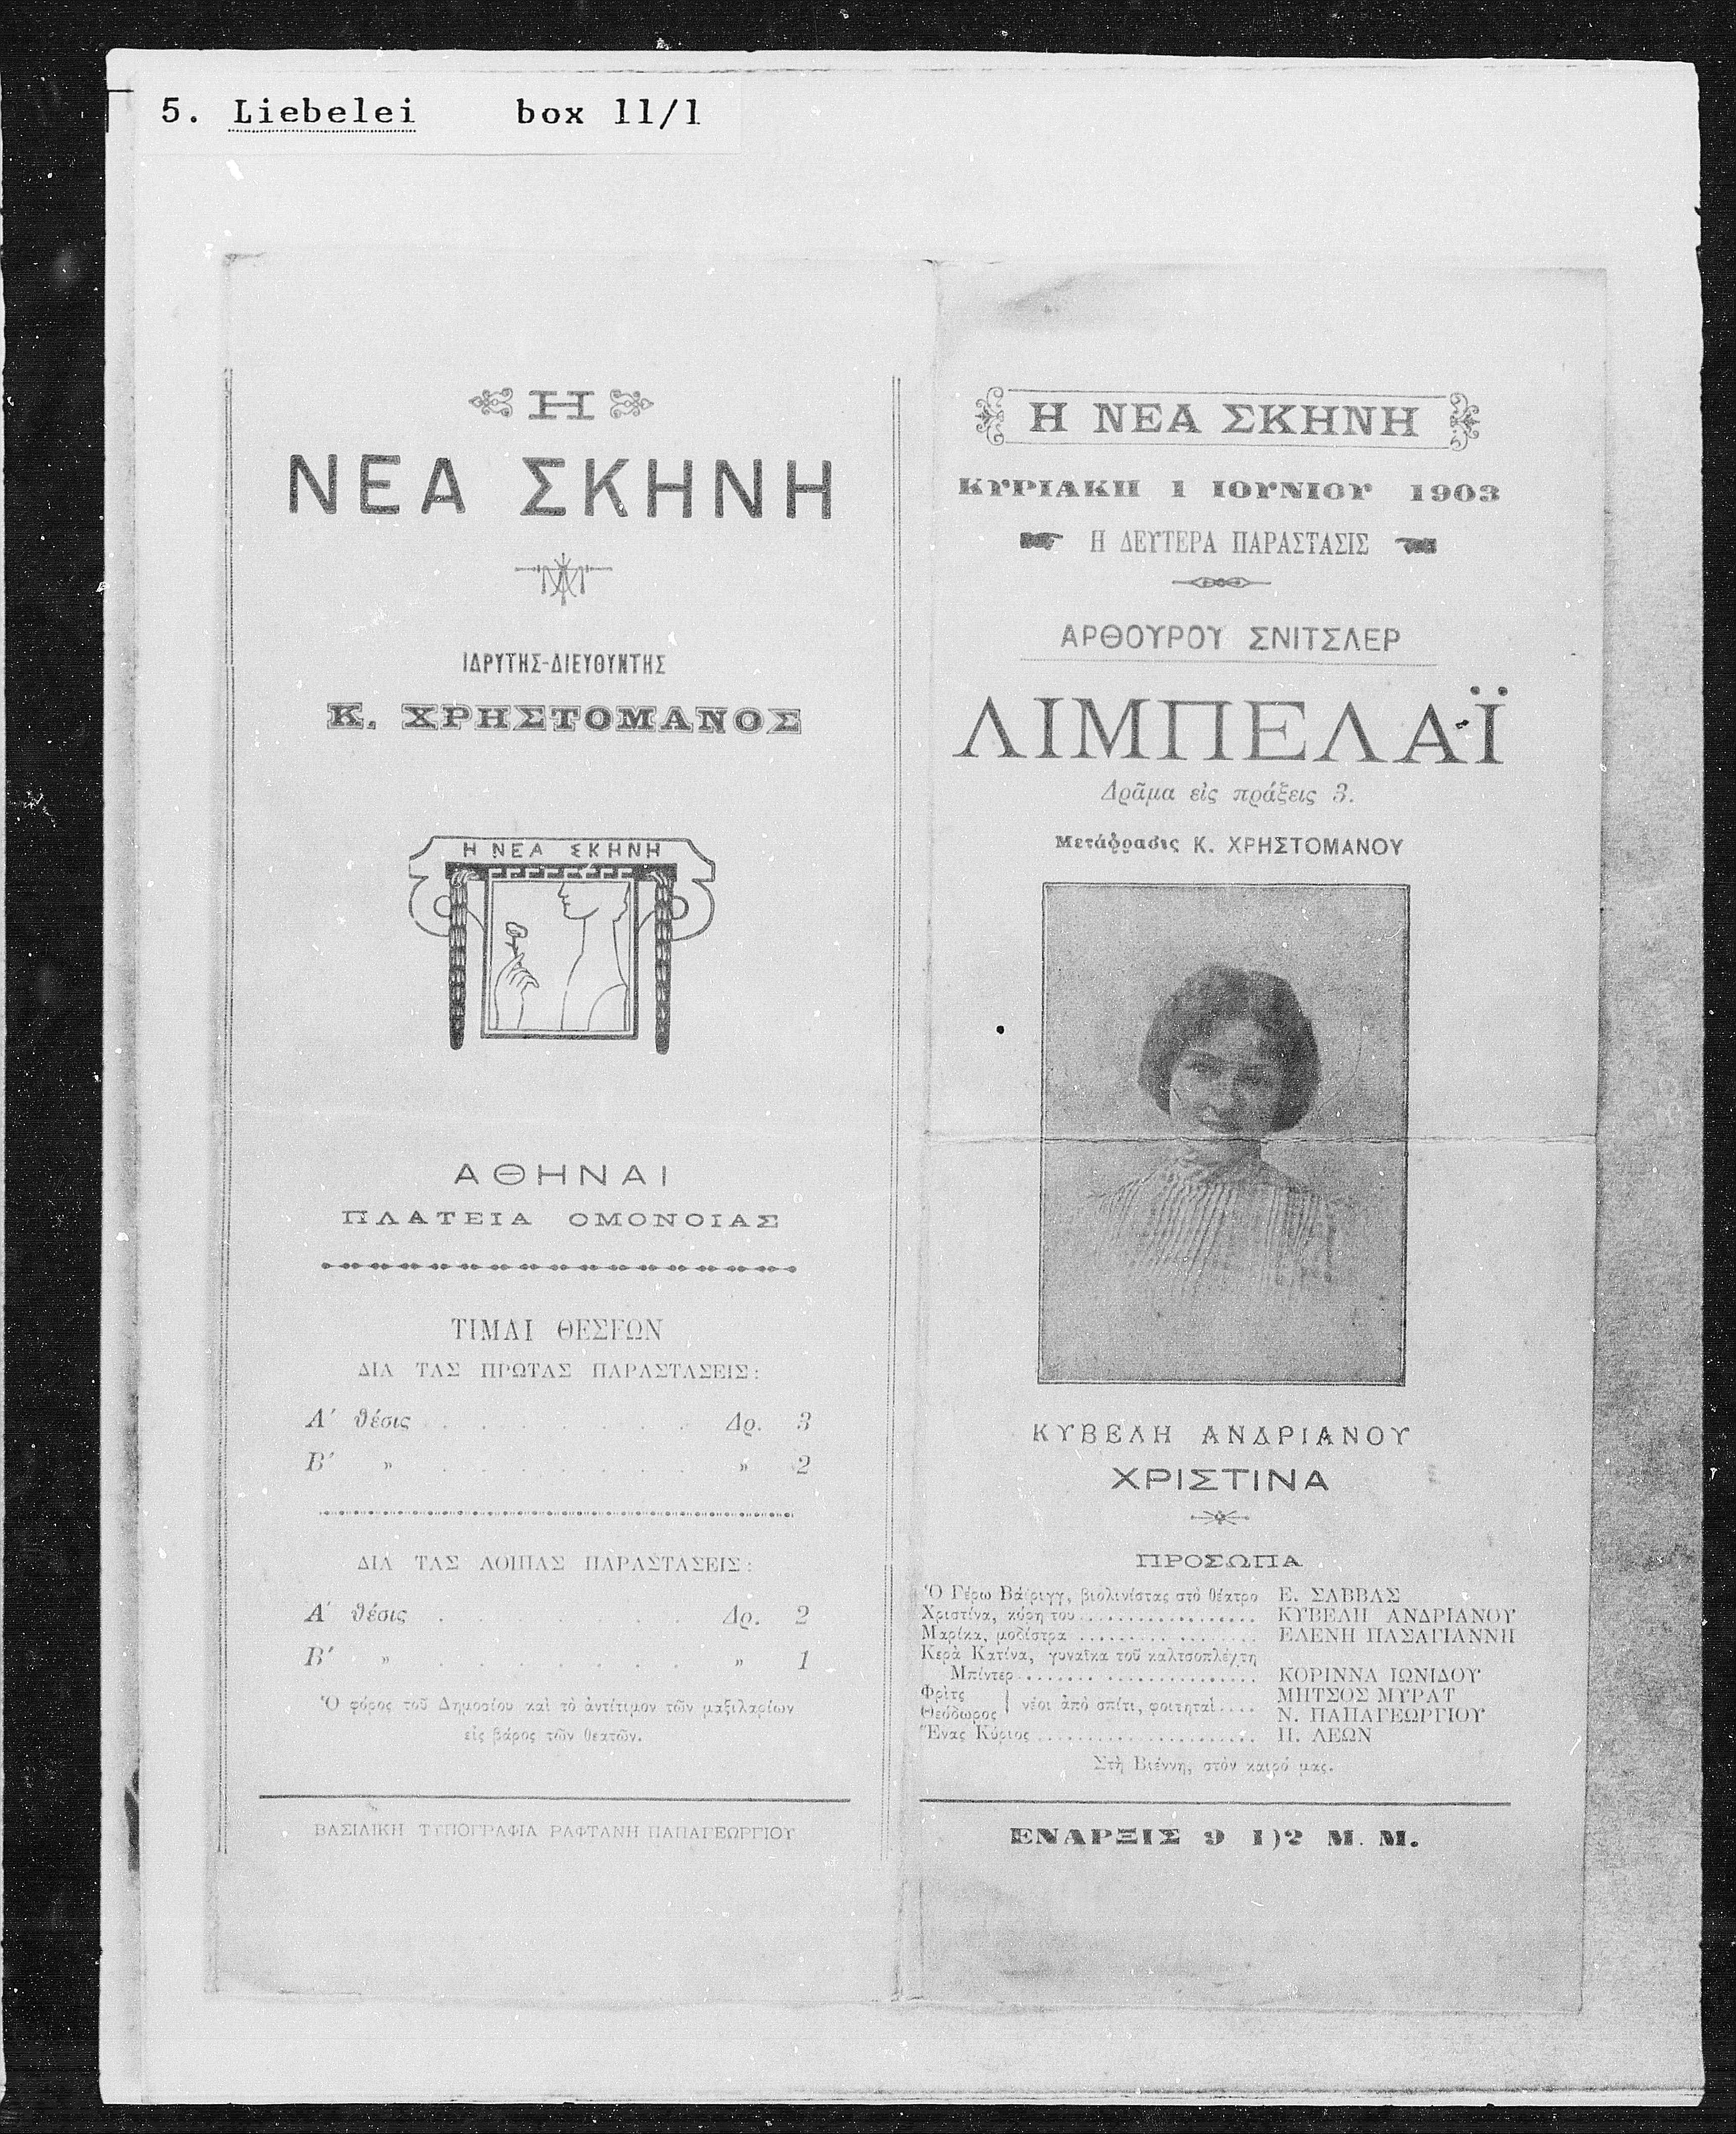 5. Liebelei box 11/1
Η
ΝΕΑ ΣΚΗΝΗ
ΙΔΡΥΤΗΣ-ΔΙΕΥΘΥΝΤΗΣ
Κ. ΧΡΗΣΤΟΜΑΝΟΣ
Η ΝΕΑ ΣΚΗΝΗ
ΑΘΗΝΑΙ
ΠΛΑΤΕΙΑ ΟΜΟΝΟΙΑΣ
ΤΙΜΑΙ ΘΕΣΕΩΝ
ΔΙΑ ΤΑΣ ΠΡΩΤΑΣ ΠΑΡΑΣΤΑΣΕΙΣ:
Α′ θέσις . . . . . . . Δρ. 3
Β′ » . . . . . . . » 2
ΔΙΑ ΤΑΣ ΛΟΙΠΑΣ ΠΑΡΑΣΤΑΣΕΙΣ:
Α′ θέσις . . . . . . . Δρ. 2
Β′ » . . . . . . . » 1
Ὁ φόρος τοῦ Δημοσίου καὶ τὸ ἀντίτιμον τῶν μαξιλαρίων
εἰς βάρος τῶν θεατῶν.
ΒΑΣΙΛΙΚΗ ΤΥΠΟΓΡΑΦΙΑ ΡΑΦΤΑΝΗ ΠΑΠΑΓΕΩΡΓΙΟΥ
Η ΝΕΑ ΣΚΗΝΗ
ΚΥΡΙΑΚΗ 1 ΙΟΥΝΙΟΥ 1903
Η ΔΕΥΤΕΡΑ ΠΑΡΑΣΤΑΣΙΣ
ΑΡΘΟΥΡΟΥ ΣΝΙΤΣΛΕΡ
ΛΙΜΠΕΛΑΪ
Δρᾶμα εἰς πράξεις 3.
Μετάφρασις Κ. ΧΡΗΣΤΟΜΑΝΟΥ
ΚΥΒΕΛΗ ΑΝΔΡΙΑΝΟΥ
ΧΡΙΣΤΙΝΑ
ΠΡΟΣΩΠΑ
Ὁ Γέρω Βάϊριγγ, βιολινίστας στὸ θέατρο Ε. ΣΑΒΒΑΣ
Χριστίνα, κόρη του.................. ΚΥΒΕΛΗ ΑΝΔΡΙΑΝΟΥ
Μαρίκα, μοδίστρα .................. ΕΛΕΝΗ ΠΑΣΑΓΙΑΝΝΗ
Κερὰ Κατίνα, γυναῖκα τοῦ καλτσοπλέχτη
Μπίντερ........................ ΚΟΡΙΝΝΑ ΙΩΝΙΔΟΥ
Φρὶτς ΜΗΤΣΟΣ ΜΥΡΑΤ
νέοι ἀπὸ σπίτι, φοιτηταί....
Θεόδωρος Ν. ΠΑΠΑΓΕΩΡΓΙΟΥ
Ἕνας Κύριος........................ Π. ΛΕΩΝ
Στὴ Βιέννη, στὸν καιρό μας.
ΕΝΑΡΞΙΣ 9 1)2 Μ. Μ.